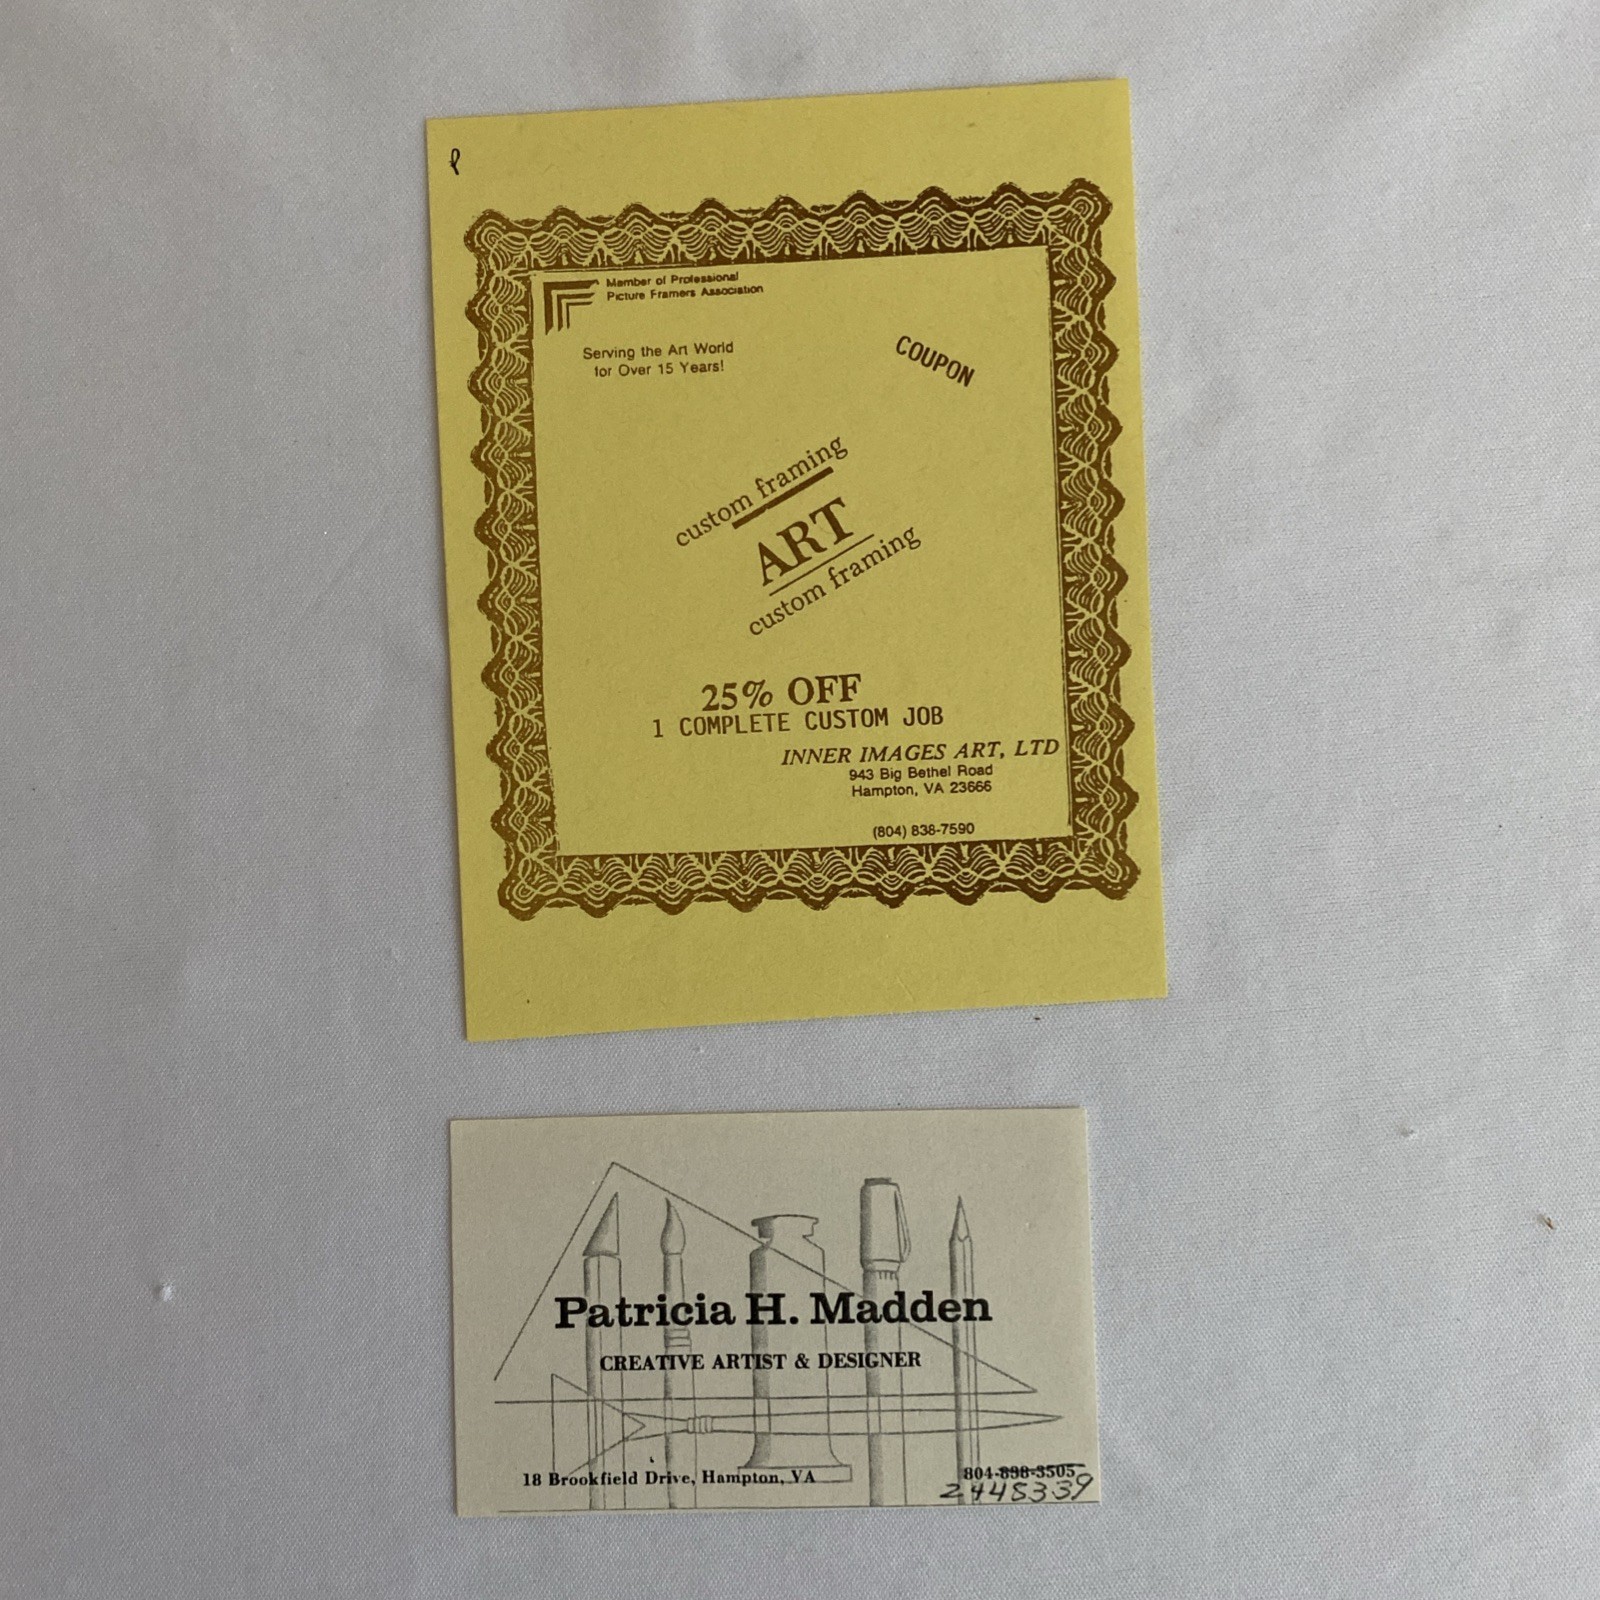 P
Member of Professional
Picture Framers Association
Serving the Art World
for Over 15 Years!
COUPON
custom framing
ART
custom framing
25% OFF
1 COMPLETE CUSTOM JOB
INNER IMAGES ART, LTD
943 Big Bethel Road
Hampton, VA 23666
(804) 838-7590
Patricia H. Madden
CREATIVE ARTIST & DESIGNER
18 Brookfield Drive, Hampton, VA
804-898-3505
2445339